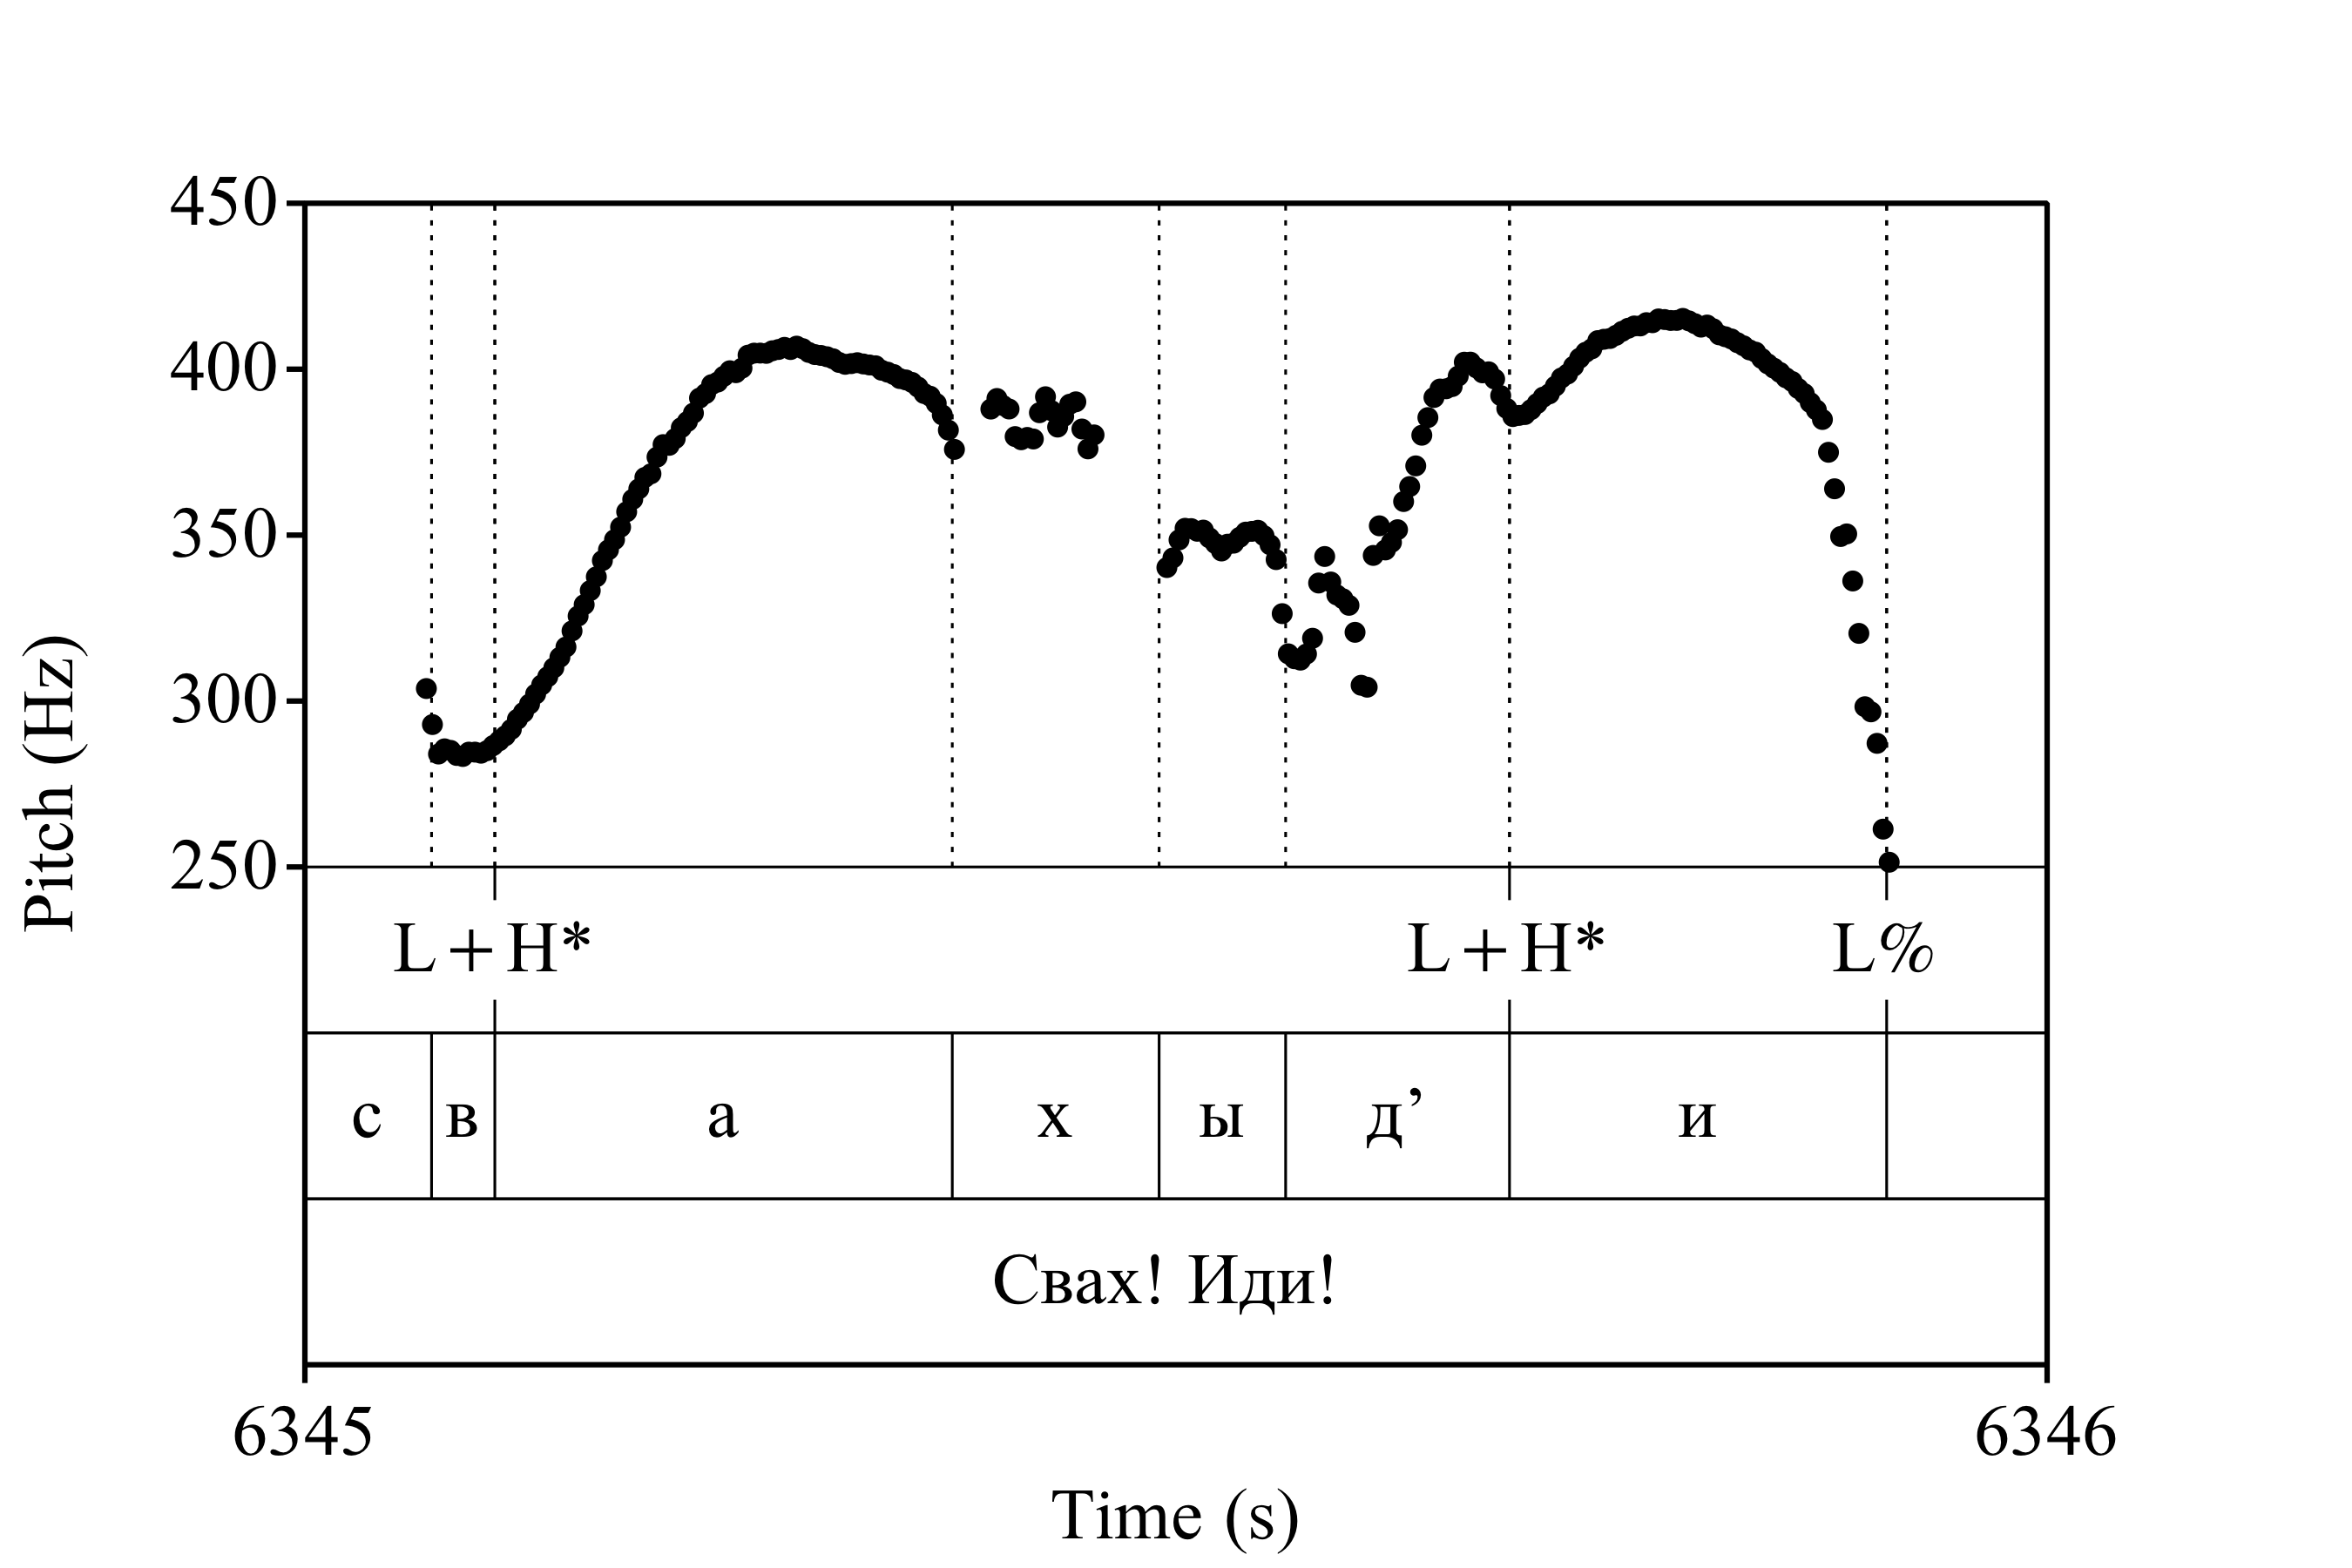 450
400
350
300
250
Pitch (Hz)
L+H* L+H* L%
с в а х ы д’ и
Свах! Иди!
6345 6346
Time (s)